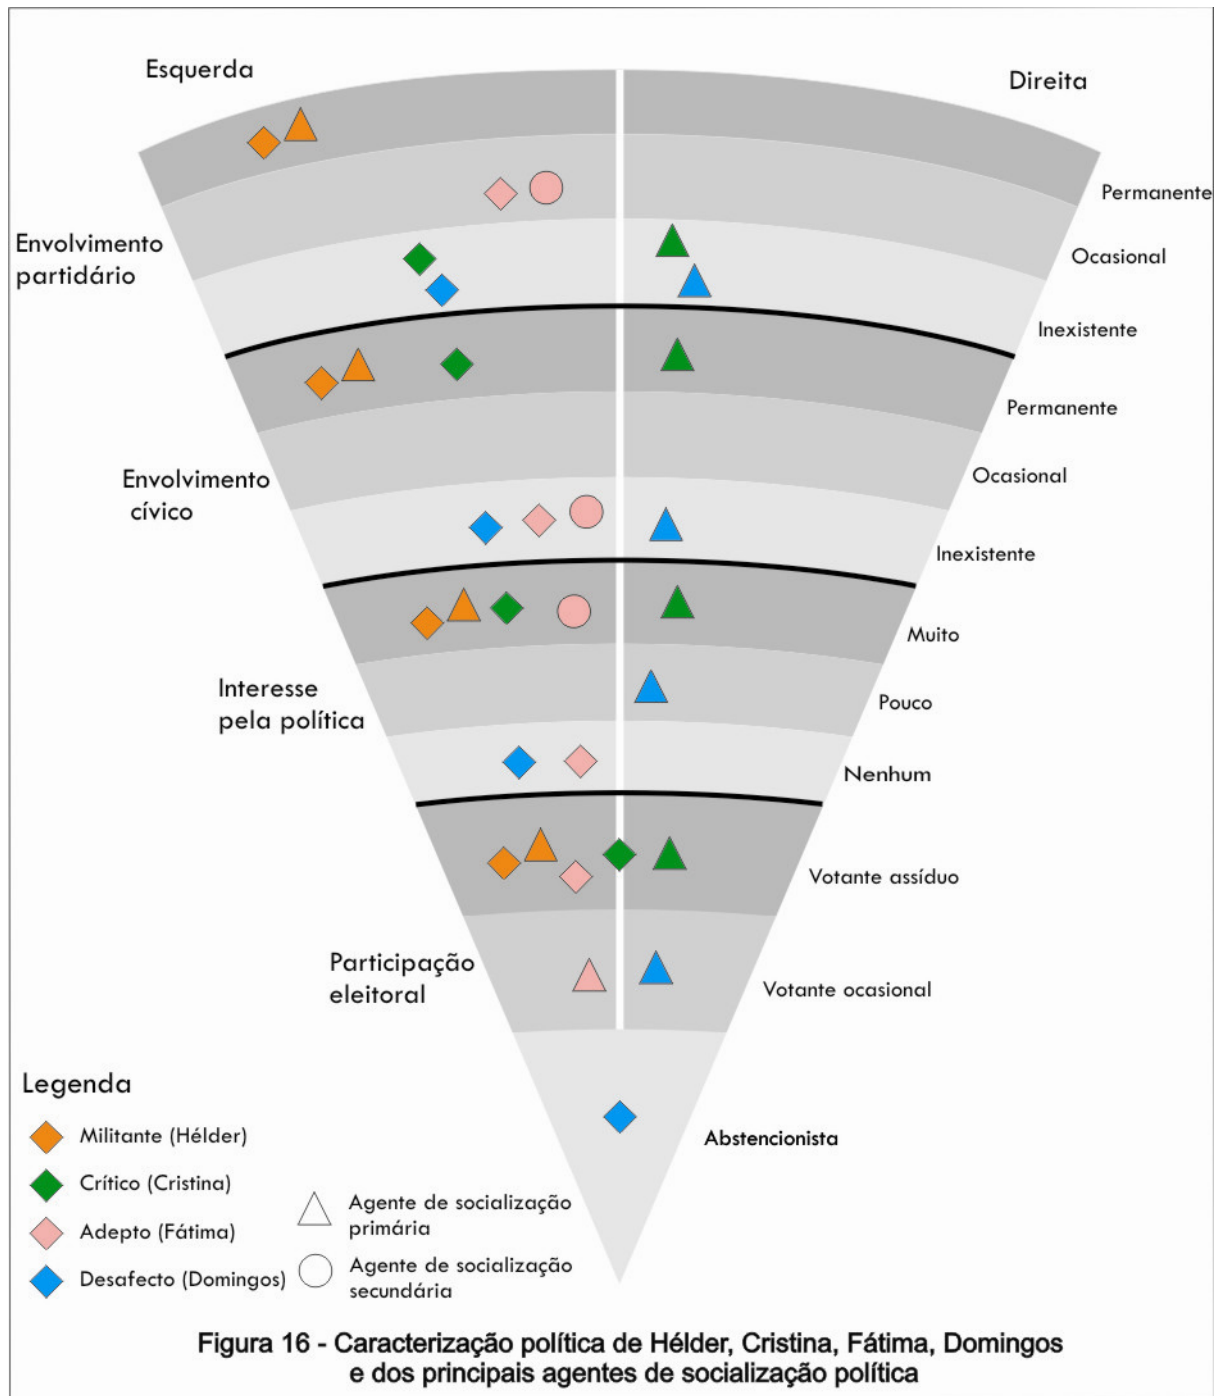 Esquerda
Direita
Permanente
Envolvimento
partidário
Ocasional
Inexistente
Permanente
Envolvimento
cívico
Ocasional
Inexistente
Muito
Interesse
pela política
Pouco
Nenhum
Votante assíduo
Participação
eleitoral
Votante ocasional
Abstencionista
Legenda
Militante (Hélder)
Crítico (Cristina)
Adepto (Fátima)
Desafecto (Domingos)
Agente de socialização
primária
Agente de socialização
secundária
Figura 16 - Caracterização política de Hélder, Cristina, Fátima, Domingos
e dos principais agentes de socialização política